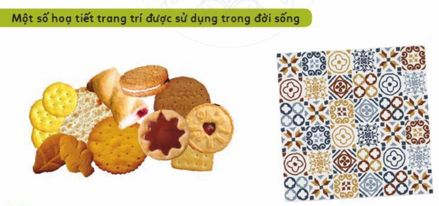 Một số hoạ tiết trang trí được sử dụng trong đời sống